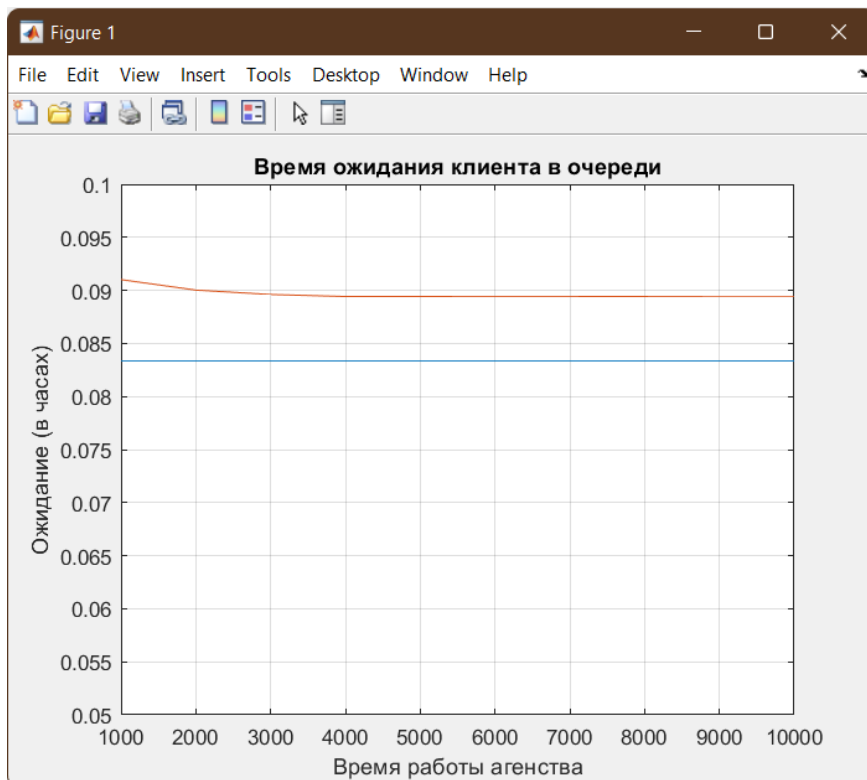 Figure 1
File Edit View Insert Tools Desktop Window Help
Время ожидания клиента в очереди
0.1
0.095
0.09
0.085
0.08
0.075
0.07
0.065
0.06
0.055
0.05
Ожидание (в часах)
1000 2000 3000 4000 5000 6000 7000 8000 9000 10000
Время работы агенства